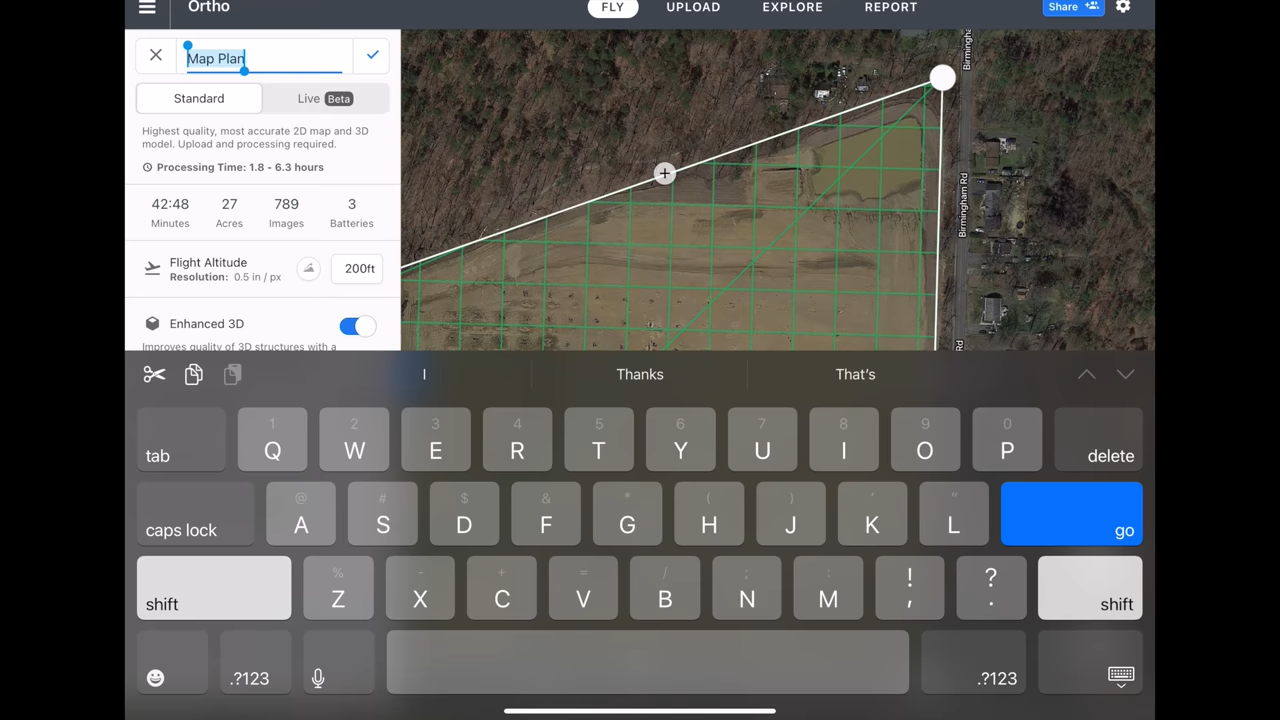 Ortho
FLY
UPLOAD
EXPLORE
REPORT
Share
Map Plan
Standard
Live Beta
Highest quality, most accurate 2D map and 3D
model. Upload and processing required.
Processing Time: 1.8 - 6.3 hours
42:48
27
789
3
Minutes
Acres
Images
Batteries
Flight Altitude
Resolution: 0.5 in / px
200ft
Enhanced 3D
Improves quality of 3D structures with a
Birmingham
Birmingham Rd
Rd
I
Thanks
That's
tab
1 2 3 4 5 6 7 8 9 0
Q W E R T Y U I O P
delete
caps lock
@ # $ & * ( ) ' "
A S D F G H J K L
go
shift
% - + = / ; : ! ?
Z X C V B N M , .
shift
.?123
.?123